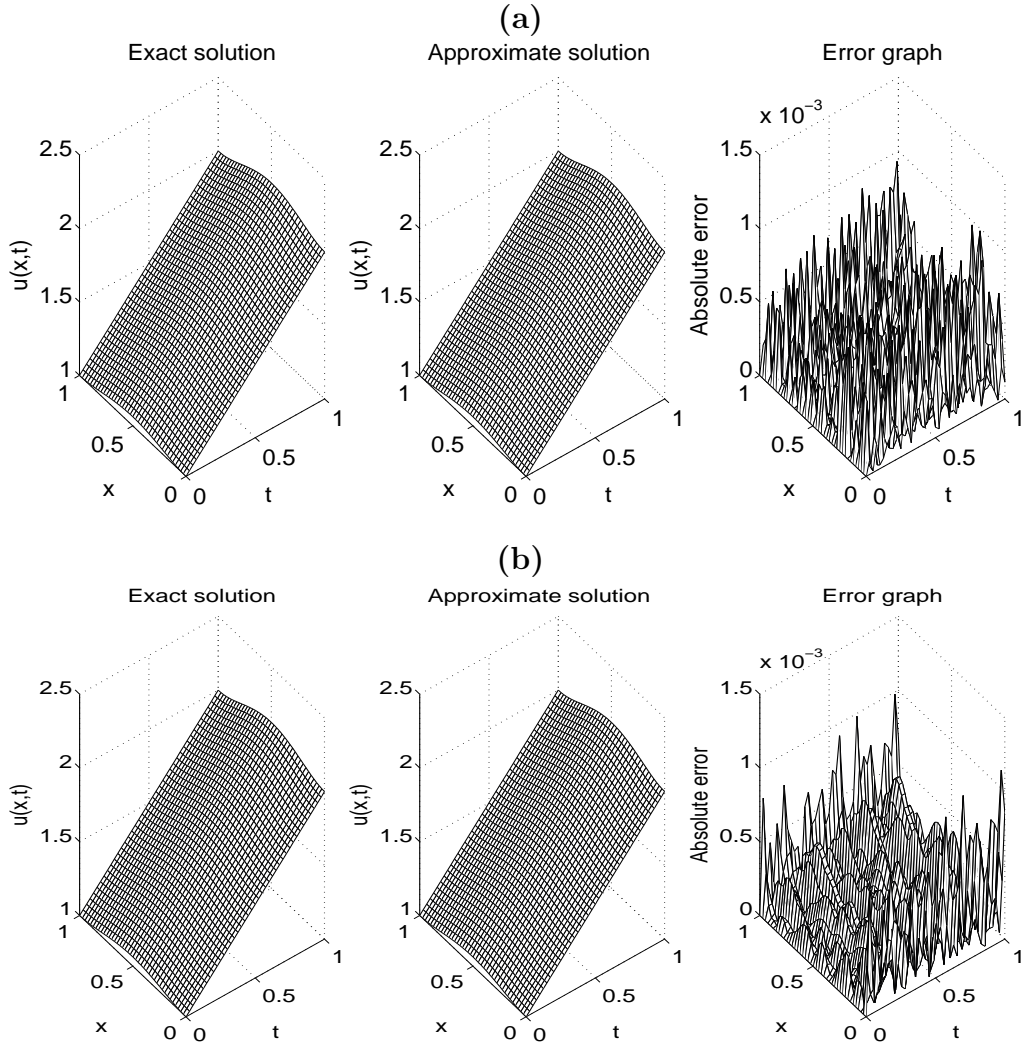 (a)
Exact solution
Approximate solution
Error graph
x 10⁻³
2.5
2
1.5
1
1
0.5
0
0
0.5
1
u(x,t)
x
t
2.5
2
1.5
1
1
0.5
0
0
0.5
1
u(x,t)
x
t
1.5
1
0.5
0
1
0.5
0
0
0.5
1
Absolute error
x
t
(b)
Exact solution
Approximate solution
Error graph
x 10⁻³
2.5
2
1.5
1
1
0.5
0
0
0.5
1
u(x,t)
x
t
2.5
2
1.5
1
1
0.5
0
0
0.5
1
u(x,t)
x
t
1.5
1
0.5
0
1
0.5
0
0
0.5
1
Absolute error
x
t